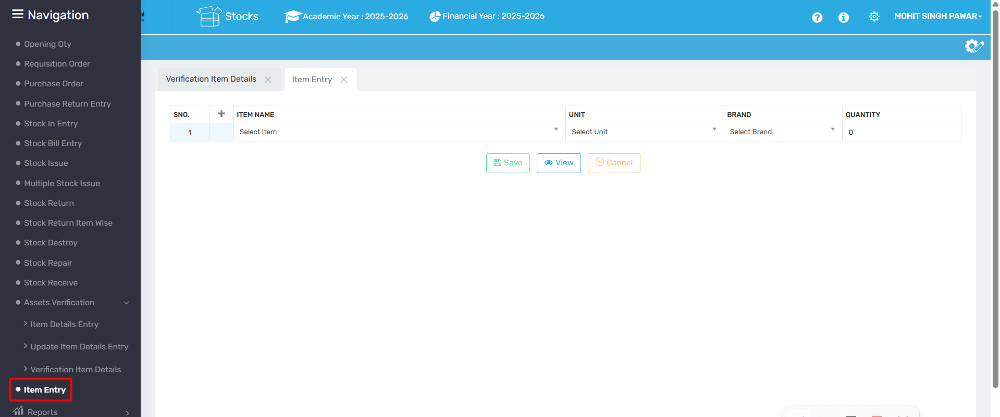 Navigation
Stocks
Academic Year : 2025-2026
Financial Year : 2025-2026
MOHIT SINGH PAWAR
Opening Qty
Requisition Order
Purchase Order
Purchase Return Entry
Stock In Entry
Stock Bill Entry
Stock Issue
Multiple Stock Issue
Stock Return
Stock Return Item Wise
Stock Destroy
Stock Repair
Stock Receive
Assets Verification
Item Details Entry
Update Item Details Entry
Verification Item Details
Item Entry
Reports
Verification Item Details
Item Entry
SNO. ITEM NAME UNIT BRAND QUANTITY
1 Select Item Select Unit Select Brand 0
Save View Cancel